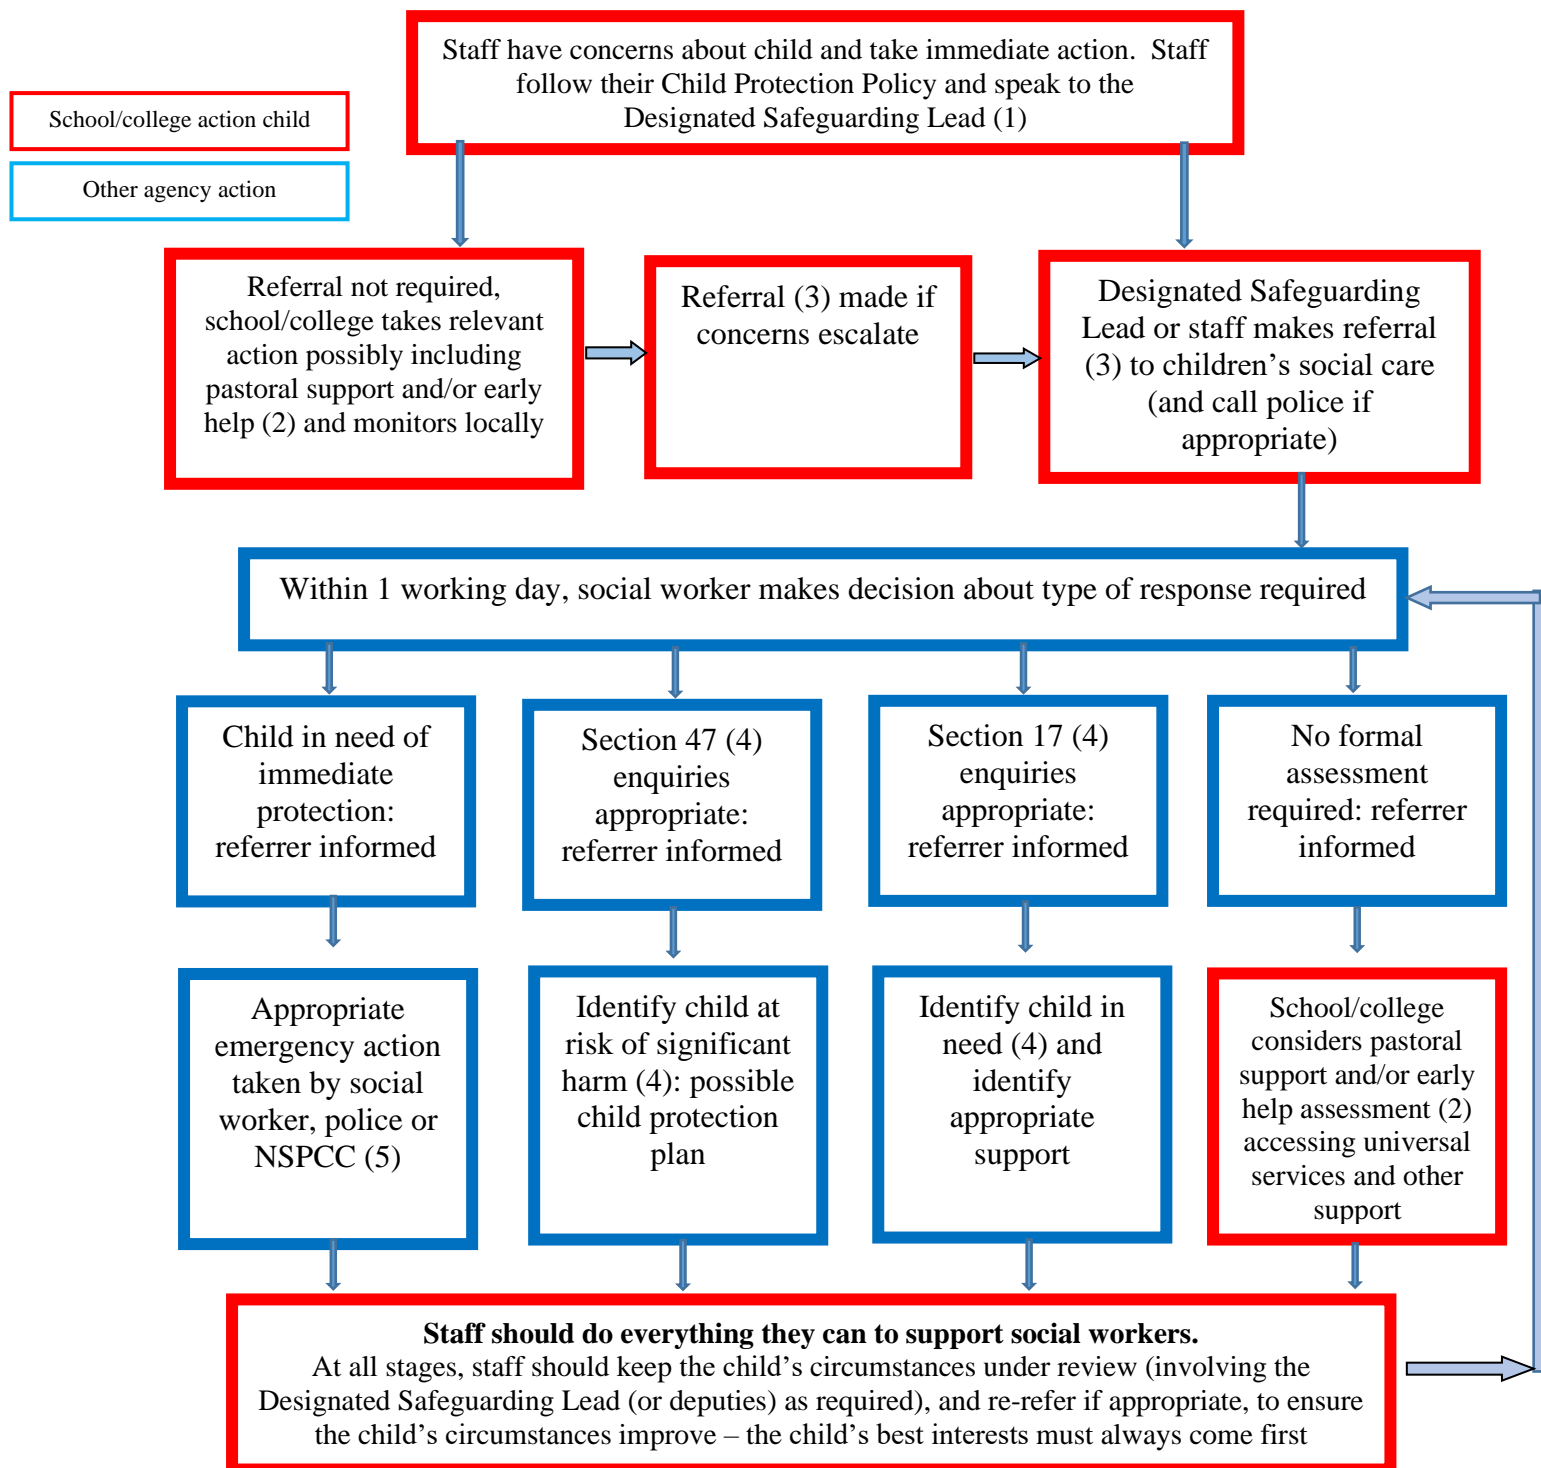 Staff have concerns about child and take immediate action.  Staff
follow their Child Protection Policy and speak to the
Designated Safeguarding Lead (1)
School/college action child
Other agency action
Referral not required,
school/college takes relevant
action possibly including
pastoral support and/or early
help (2) and monitors locally
Referral (3) made if
concerns escalate
Designated Safeguarding
Lead or staff makes referral
(3) to children’s social care
(and call police if
appropriate)
Within 1 working day, social worker makes decision about type of response required
Child in need of
immediate
protection:
referrer informed
Section 47 (4)
enquiries
appropriate:
referrer informed
Section 17 (4)
enquiries
appropriate:
referrer informed
No formal
assessment
required: referrer
informed
Appropriate
emergency action
taken by social
worker, police or
NSPCC (5)
Identify child at
risk of significant
harm (4): possible
child protection
plan
Identify child in
need (4) and
identify
appropriate
support
School/college
considers pastoral
support and/or early
help assessment (2)
accessing universal
services and other
support
Staff should do everything they can to support social workers.
At all stages, staff should keep the child’s circumstances under review (involving the
Designated Safeguarding Lead (or deputies) as required), and re-refer if appropriate, to ensure
the child’s circumstances improve – the child’s best interests must always come first